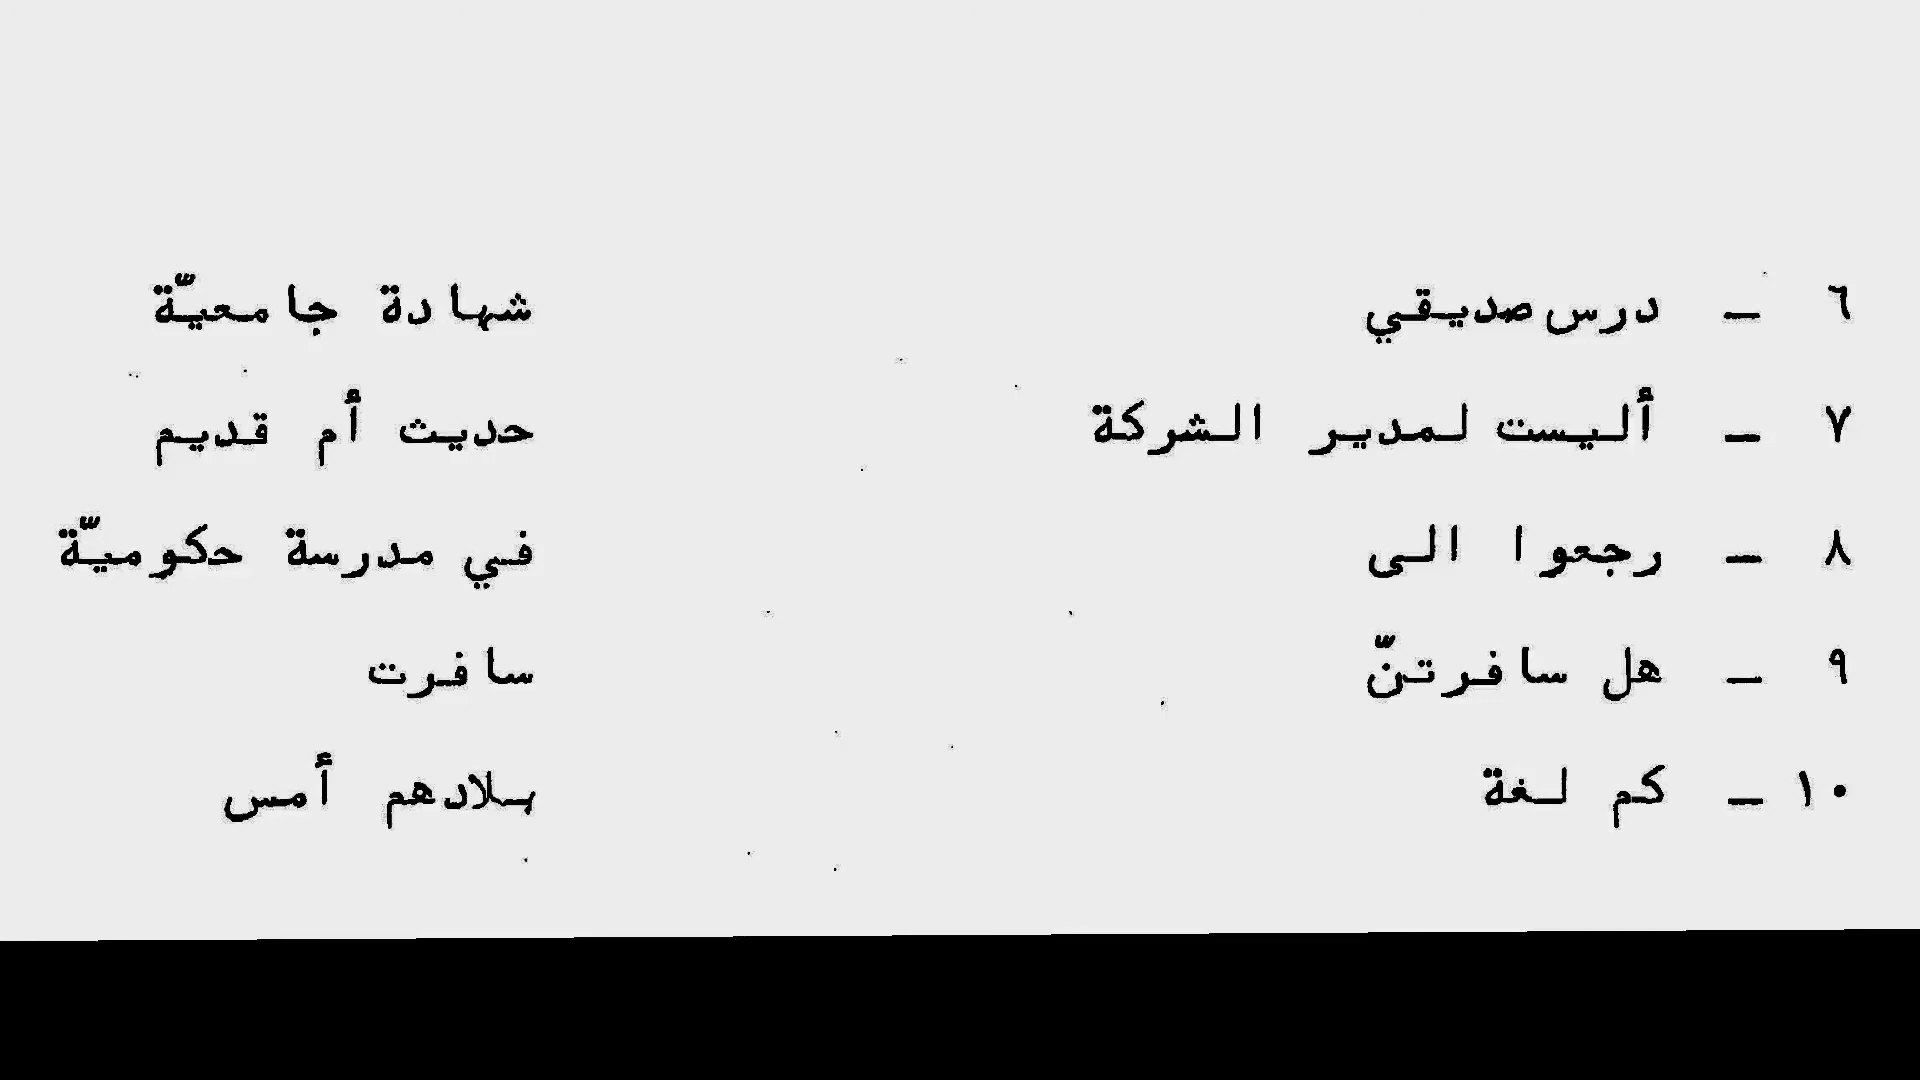 ٦ – درس صديقي شهادة جامعيّة
٧ – أليست لمدير الشركة حديث أم قديم
٨ – رجعوا الى في مدرسة حكوميّة
٩ – هل سافرتنّ سافرت
١٠ – كم لغة بلادهم أمس